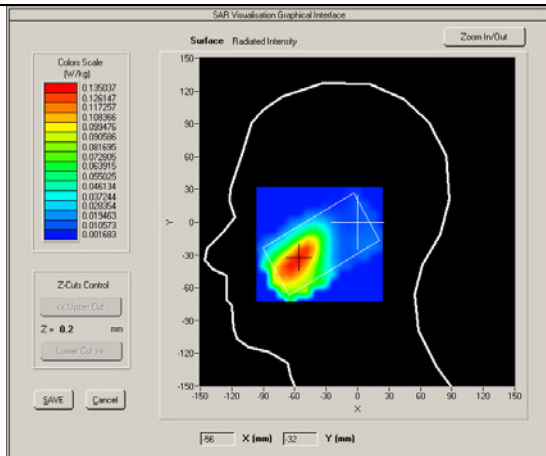 SAR Visualisation Graphical Interface
Surface Radiated Intensity
Zoom In/Out
Colors Scale
(W/kg)
0.135037
0.126147
0.117257
0.108366
0.099476
0.090586
0.081695
0.072805
0.063915
0.055025
0.046134
0.037244
0.028354
0.019463
0.010573
0.001683
Z-Cuts Control
<< Upper Cut
Z = 0.2 mm
Lower Cut >>
SAVE
Cancel
150
120
90
60
30
0
-30
-60
-90
-120
-150
Y
-150 -120 -90 -60 -30 0 30 60 90 120 150
X
-56 X (mm) -32 Y (mm)